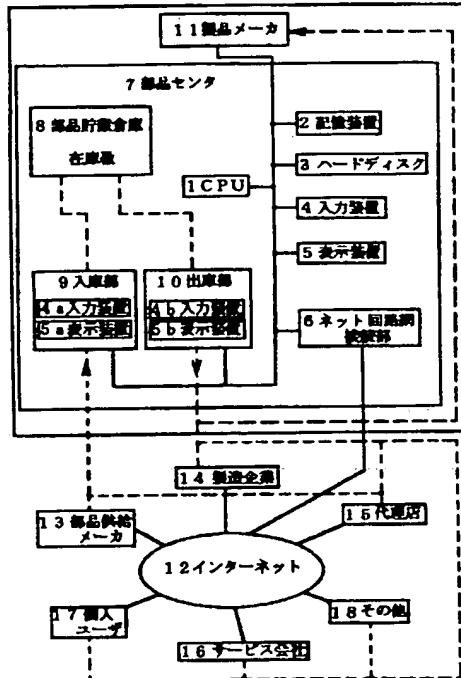 11製品メーカ
7部品センタ
8部品貯蔵倉庫
在庫数
2記憶装置
3ハードディスク
1CPU
4入力装置
5表示装置
9入庫部
4a入力装置
5a表示装置
10出庫部
4b入力装置
5b表示装置
6ネット回路網
接続部
14製造企業
13部品供給
メーカ
15代理店
12インターネット
17個人
ユーザ
18その他
16サービス会社